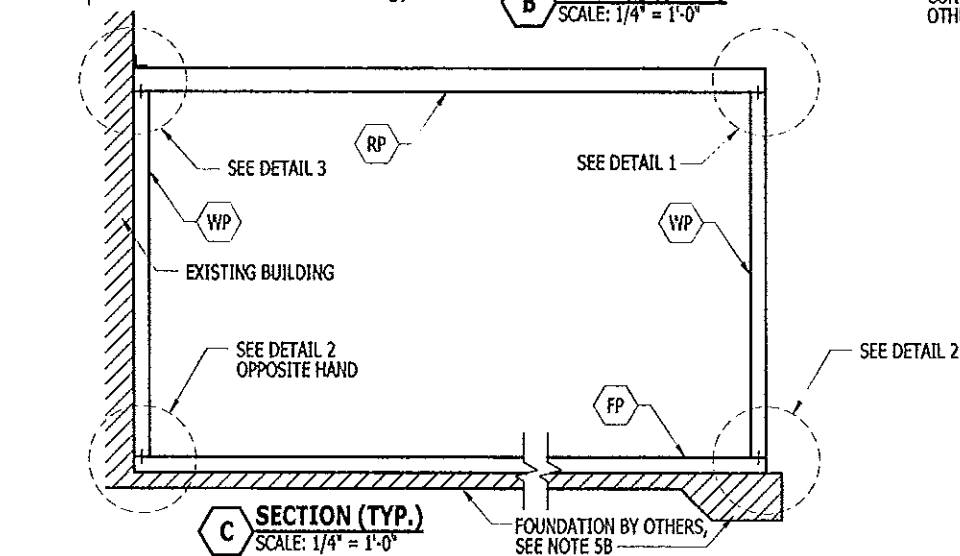 B
SCALE: 1/4" = 1'-0"
OTHE
RP
SEE DETAIL 3
SEE DETAIL 1
WP
WP
EXISTING BUILDING
SEE DETAIL 2
OPPOSITE HAND
SEE DETAIL 2
FP
C
SECTION (TYP.)
SCALE: 1/4" = 1'-0"
FOUNDATION BY OTHERS,
SEE NOTE 5B